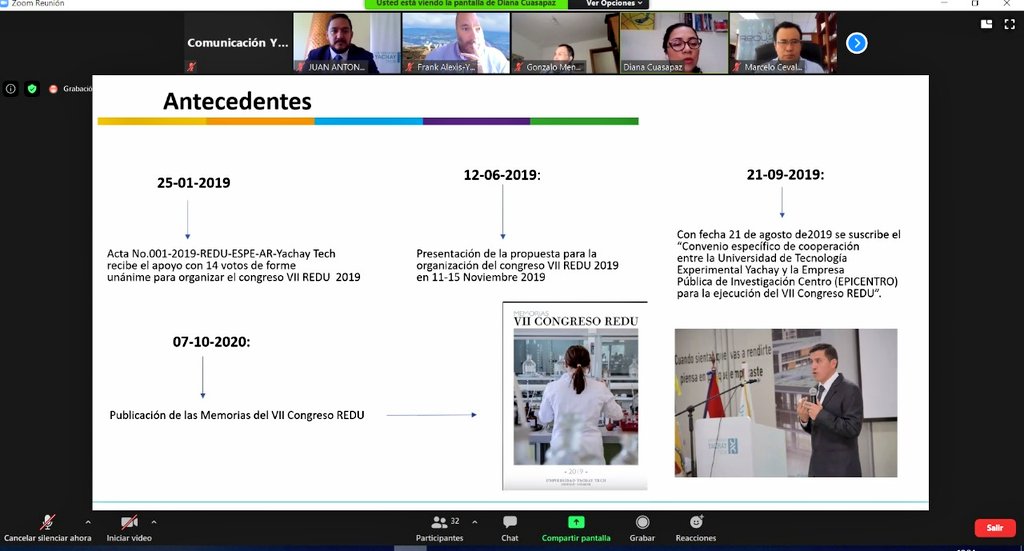 Zoom Reunión
Usted está viendo la pantalla de Diana Cuasapaz
Ver Opciones
Comunicación Y...
JUAN ANTON...
Frank Alexis-Y...
Gonzalo Men...
Diana Cuasapaz
Marcelo Ceval...
Grabació
Antecedentes
25-01-2019
Acta No.001-2019-REDU-ESPE-AR-Yachay Tech
recibe el apoyo con 14 votos de forme
unánime para organizar el congreso VII REDU 2019
12-06-2019:
Presentación de la propuesta para la
organización del congreso VII REDU 2019
en 11-15 Noviembre 2019
21-09-2019:
Con fecha 21 de agosto de2019 se suscribe el
“Convenio específico de cooperación
entre la Universidad de Tecnología
Experimental Yachay y la Empresa
Pública de Investigación Centro (EPICENTRO)
para la ejecución del VII Congreso REDU”.
07-10-2020:
Publicación de las Memorias del VII Congreso REDU
MEMORIAS
VII CONGRESO REDU
- 2019 -
UNIVERSIDAD YACHAY TECH
Cuando sientas que vas a rendirte
piensa en por qué empezaste
YACHAY
Cancelar silenciar ahora
Iniciar video
32
Participantes
Chat
Compartir pantalla
Grabar
Reacciones
Salir